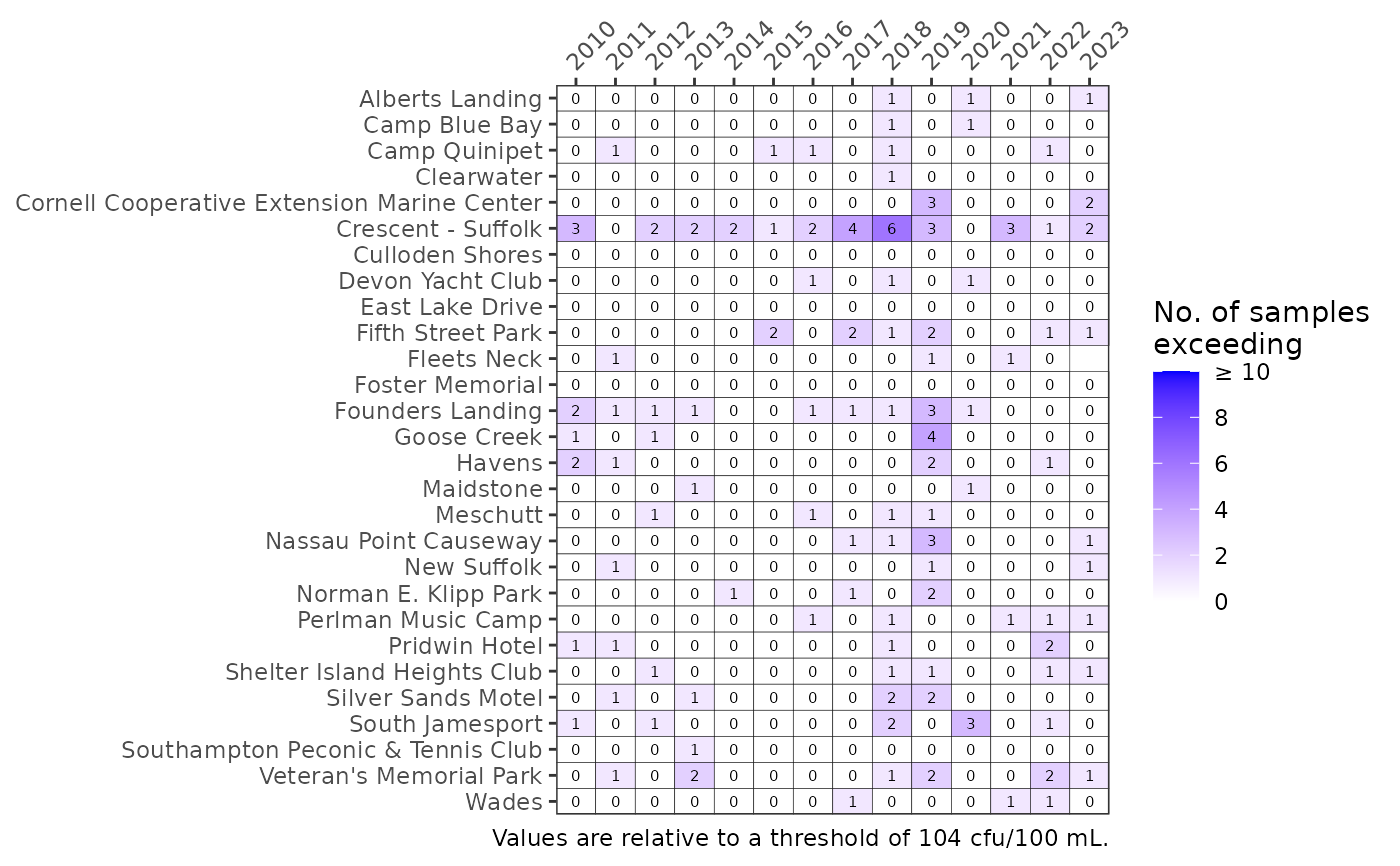 2010 2011 2012 2013 2014 2015 2016 2017 2018 2019 2020 2021 2022 2023
Alberts Landing 0 0 0 0 0 0 0 0 1 0 1 0 0 1
Camp Blue Bay 0 0 0 0 0 0 0 0 1 0 1 0 0 0
Camp Quinipet 0 1 0 0 0 1 1 0 1 0 0 0 1 0
Clearwater 0 0 0 0 0 0 0 0 1 0 0 0 0 0
Cornell Cooperative Extension Marine Center 0 0 0 0 0 0 0 0 0 3 0 0 0 2
Crescent - Suffolk 3 0 2 2 2 1 2 4 6 3 0 3 1 2
Culloden Shores 0 0 0 0 0 0 0 0 0 0 0 0 0 0
Devon Yacht Club 0 0 0 0 0 0 1 0 1 0 1 0 0 0
East Lake Drive 0 0 0 0 0 0 0 0 0 0 0 0 0 0
Fifth Street Park 0 0 0 0 0 2 0 2 1 2 0 0 1 1
Fleets Neck 0 1 0 0 0 0 0 0 0 1 0 1 0
Foster Memorial 0 0 0 0 0 0 0 0 0 0 0 0 0 0
Founders Landing 2 1 1 1 0 0 1 1 1 3 1 0 0 0
Goose Creek 1 0 1 0 0 0 0 0 0 4 0 0 0 0
Havens 2 1 0 0 0 0 0 0 0 2 0 0 1 0
Maidstone 0 0 0 1 0 0 0 0 0 0 1 0 0 0
Meschutt 0 0 1 0 0 0 1 0 1 1 0 0 0 0
Nassau Point Causeway 0 0 0 0 0 0 0 1 1 3 0 0 0 1
New Suffolk 0 1 0 0 0 0 0 0 0 1 0 0 0 1
Norman E. Klipp Park 0 0 0 0 1 0 0 1 0 2 0 0 0 0
Perlman Music Camp 0 0 0 0 0 0 1 0 1 0 0 1 1 1
Pridwin Hotel 1 1 0 0 0 0 0 0 1 0 0 0 2 0
Shelter Island Heights Club 0 0 1 0 0 0 0 0 1 1 0 0 1 1
Silver Sands Motel 0 1 0 1 0 0 0 0 2 2 0 0 0 0
South Jamesport 1 0 1 0 0 0 0 0 2 0 3 0 1 0
Southampton Peconic & Tennis Club 0 0 0 1 0 0 0 0 0 0 0 0 0 0
Veteran's Memorial Park 0 1 0 2 0 0 0 0 1 2 0 0 2 1
Wades 0 0 0 0 0 0 0 1 0 0 0 1 1 0
Values are relative to a threshold of 104 cfu/100 mL.
No. of samples
exceeding
≥ 10
8
6
4
2
0